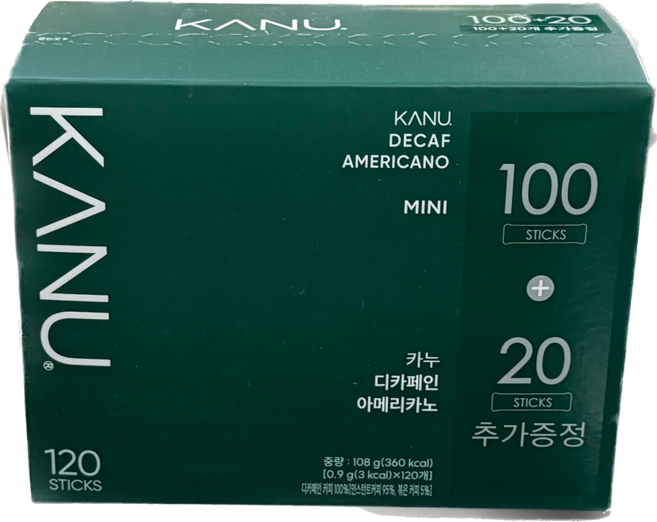 KANU.
100+20
100+20개 추가증정
KANU®
KANU.
DECAF
AMERICANO
MINI
100
STICKS
+
20
STICKS
추가증정
카누
디카페인
아메리카노
120
STICKS
중량 : 108 g(360 kcal)
[0.9 g(3 kcal)×120개]
디카페인 커피 100%[인스턴트커피 95%, 볶은 커피 5%]